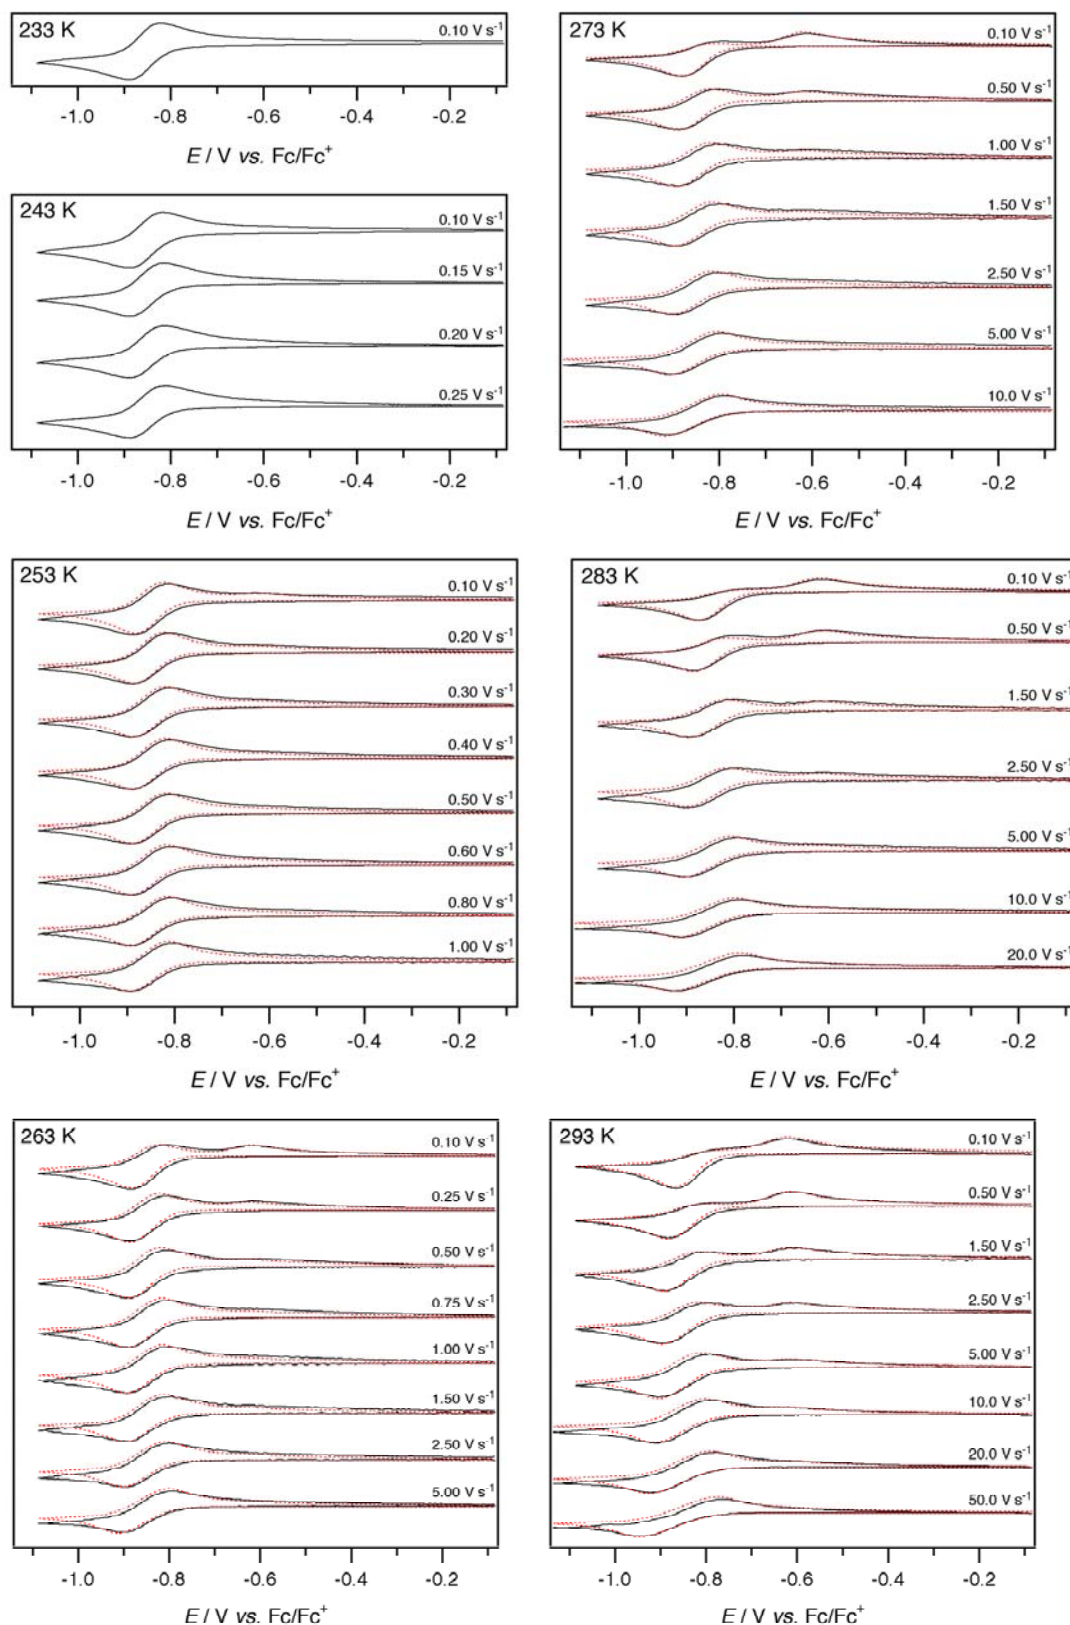 233 K
0.10 V s-1
-1.0 -0.8 -0.6 -0.4 -0.2
E / V vs. Fc/Fc+
243 K
0.10 V s-1
0.15 V s-1
0.20 V s-1
0.25 V s-1
-1.0 -0.8 -0.6 -0.4 -0.2
E / V vs. Fc/Fc+
273 K
0.10 V s-1
0.50 V s-1
1.00 V s-1
1.50 V s-1
2.50 V s-1
5.00 V s-1
10.0 V s-1
-1.0 -0.8 -0.6 -0.4 -0.2
E / V vs. Fc/Fc+
253 K
0.10 V s-1
0.20 V s-1
0.30 V s-1
0.40 V s-1
0.50 V s-1
0.60 V s-1
0.80 V s-1
1.00 V s-1
-1.0 -0.8 -0.6 -0.4 -0.2
E / V vs. Fc/Fc+
283 K
0.10 V s-1
0.50 V s-1
1.50 V s-1
2.50 V s-1
5.00 V s-1
10.0 V s-1
20.0 V s-1
-1.0 -0.8 -0.6 -0.4 -0.2
E / V vs. Fc/Fc+
263 K
0.10 V s-1
0.25 V s-1
0.50 V s-1
0.75 V s-1
1.00 V s-1
1.50 V s-1
2.50 V s-1
5.00 V s-1
-1.0 -0.8 -0.6 -0.4 -0.2
E / V vs. Fc/Fc+
293 K
0.10 V s-1
0.50 V s-1
1.50 V s-1
2.50 V s-1
5.00 V s-1
10.0 V s-1
20.0 V s-1
50.0 V s-1
-1.0 -0.8 -0.6 -0.4 -0.2
E / V vs. Fc/Fc+